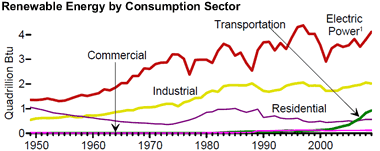 Renewable Energy by Consumption Sector
Transportation
Electric
Power¹
Commercial
Industrial
Residential
Quadrillion Btu
4
3
2
1
0
1950 1960 1970 1980 1990 2000